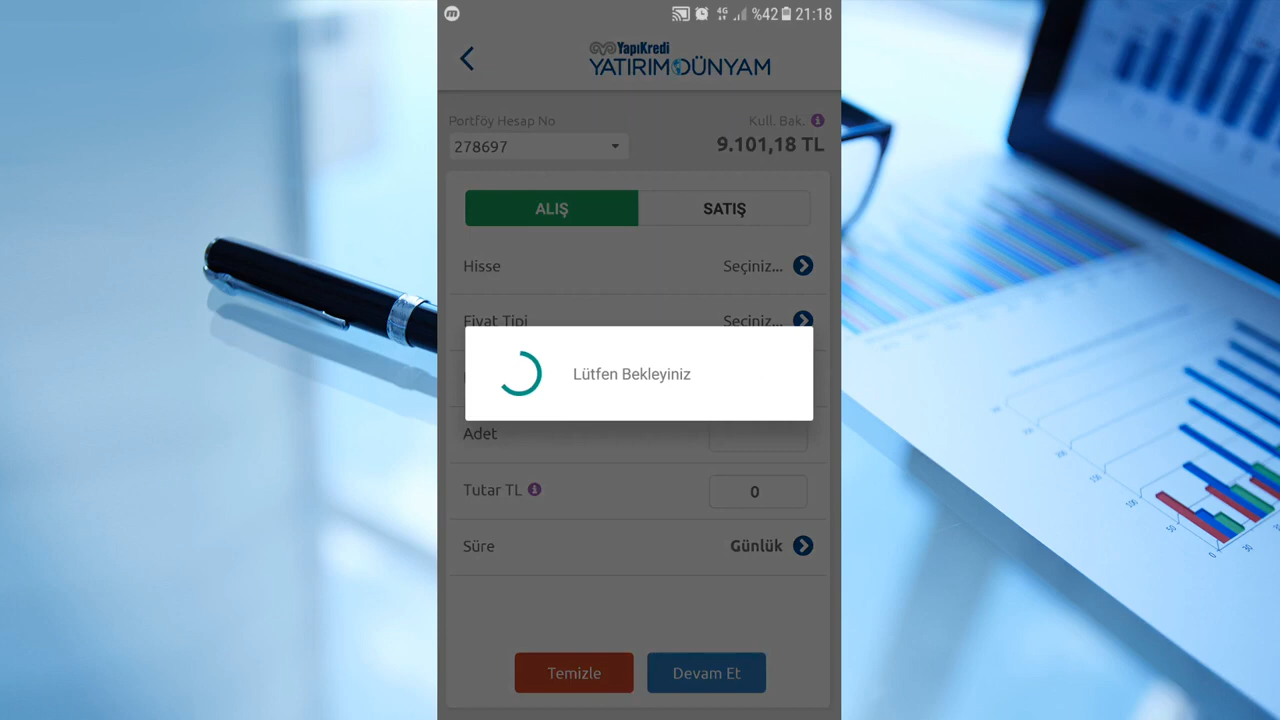 %42 21:18
YapıKredi
YATIRIMDÜNYAM
Portföy Hesap No
Kull. Bak.
278697
9.101,18 TL
ALIŞ
SATIŞ
Hisse
Seçiniz...
Fiyat Tipi
Seçiniz...
Lütfen Bekleyiniz
Adet
Tutar TL
0
Süre
Günlük
Temizle
Devam Et